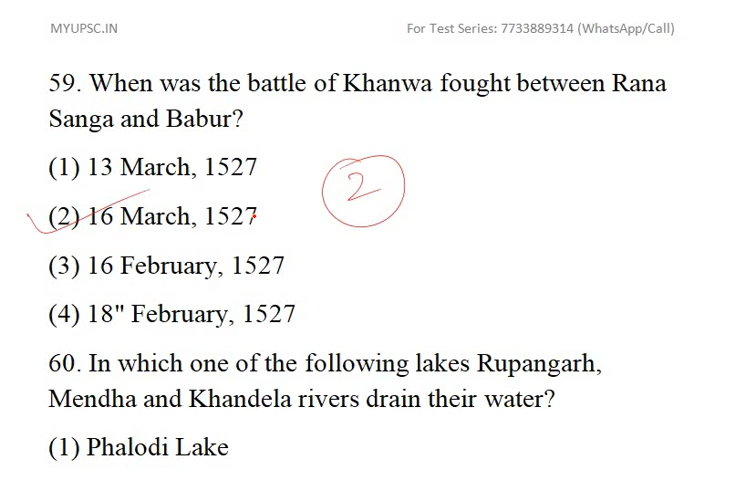 MYUPSC.IN
For Test Series: 7733889314 (WhatsApp/Call)
59. When was the battle of Khanwa fought between Rana
Sanga and Babur?
(1) 13 March, 1527
2
(2) 16 March, 1527
(3) 16 February, 1527
(4) 18" February, 1527
60. In which one of the following lakes Rupangarh,
Mendha and Khandela rivers drain their water?
(1) Phalodi Lake